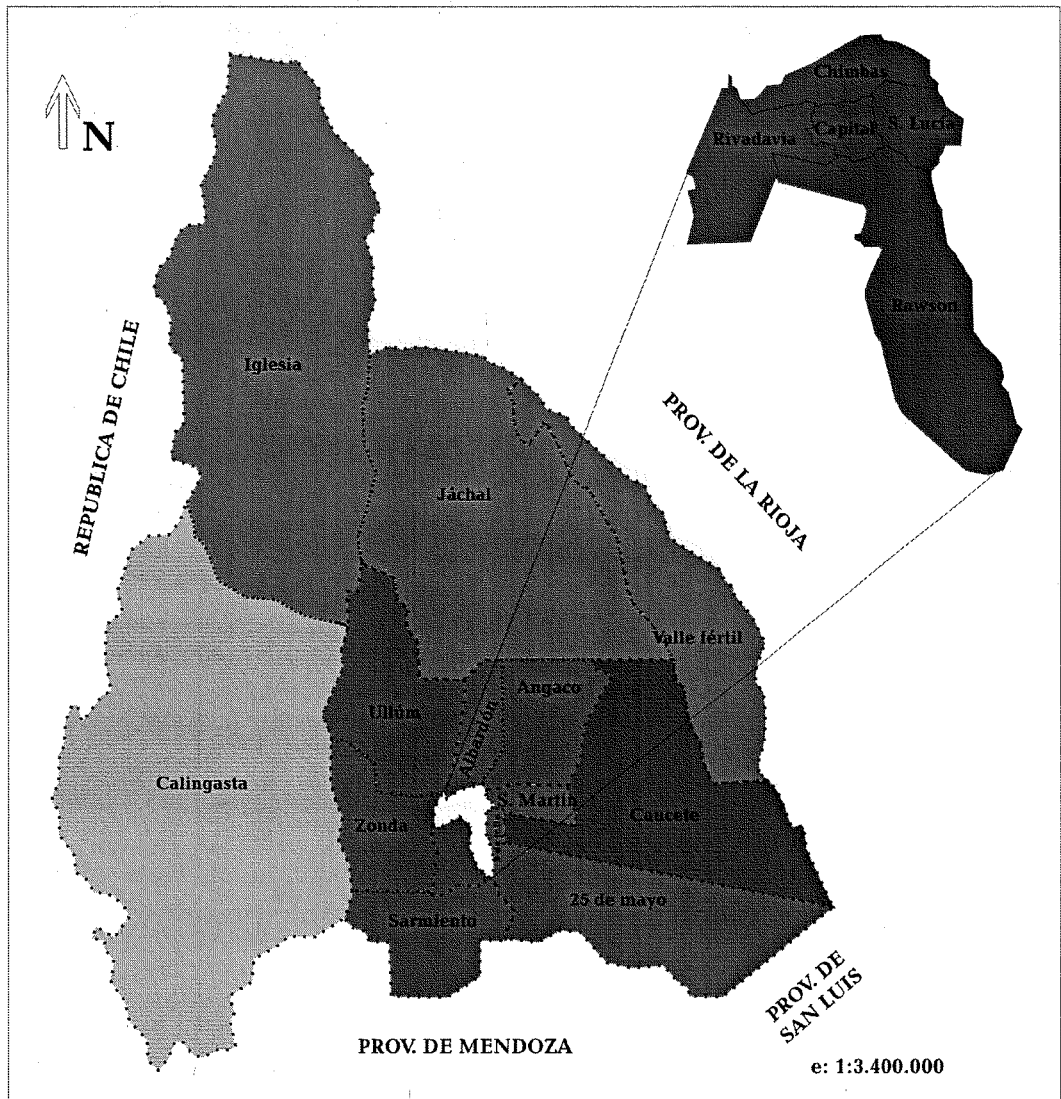 N
Chimbas
Rivadavia
Capital
S. Lucía
Rawson
Iglesia
REPUBLICA DE CHILE
PROV. DE LA RIOJA
Jáchal
Valle fértil
Angaco
Ullúm
Albardón
Calingasta
S. Martín
Caucete
Zonda
25 de mayo
Sarmiento
PROV. DE
SAN LUIS
PROV. DE MENDOZA
e: 1:3.400.000